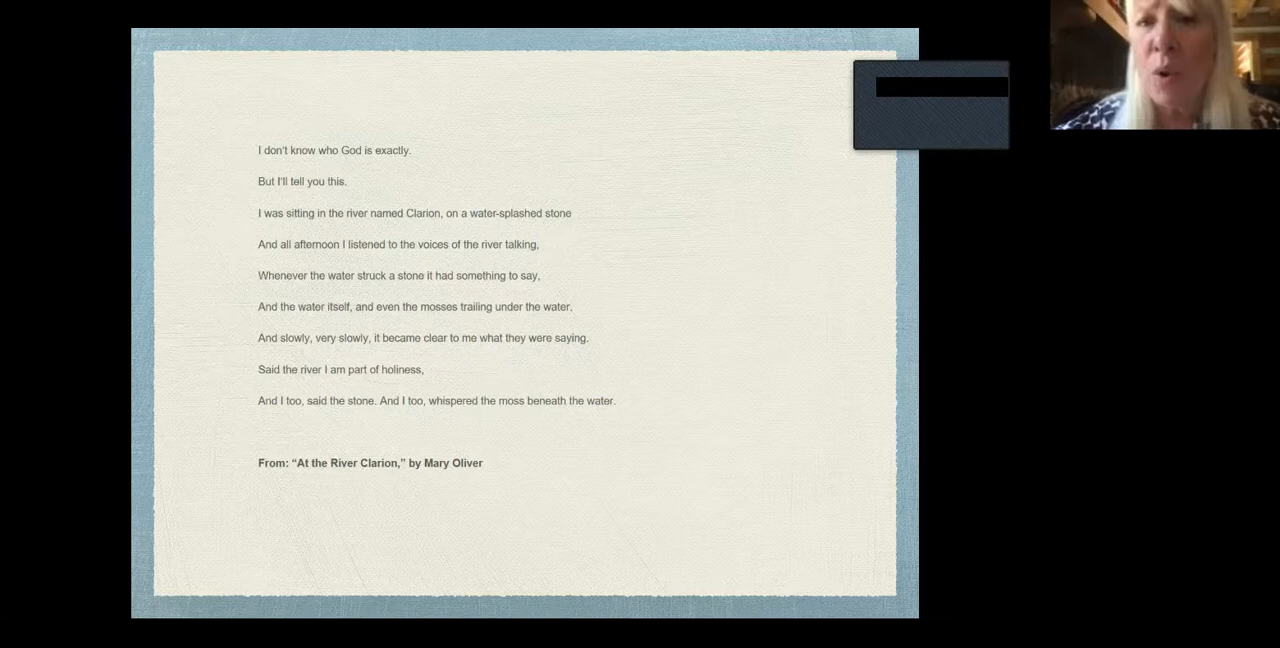 I don't know who God is exactly.
But I'll tell you this.
I was sitting in the river named Clarion, on a water-splashed stone
And all afternoon I listened to the voices of the river talking,
Whenever the water struck a stone it had something to say,
And the water itself, and even the mosses trailing under the water.
And slowly, very slowly, it became clear to me what they were saying.
Said the river I am part of holiness,
And I too, said the stone. And I too, whispered the moss beneath the water.
From: “At the River Clarion,” by Mary Oliver